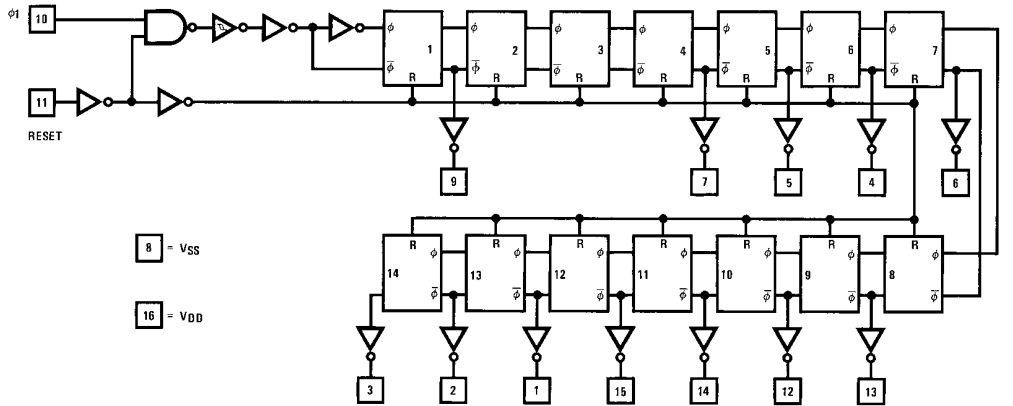 ϕ1 10
ϕ ϕ
1 2 3 4 5 6 7
ϕ̅ ϕ̅ ϕ̅ ϕ̅ ϕ̅ ϕ̅
R R R R R R R
11
RESET
9 7 5 4 6
R R R R R R R
8 = VSS
ϕ ϕ ϕ ϕ ϕ ϕ ϕ
14 13 12 11 10 9 8
ϕ̅ ϕ̅ ϕ̅ ϕ̅ ϕ̅ ϕ̅ ϕ̅
16 = VDD
3 2 1 15 14 12 13